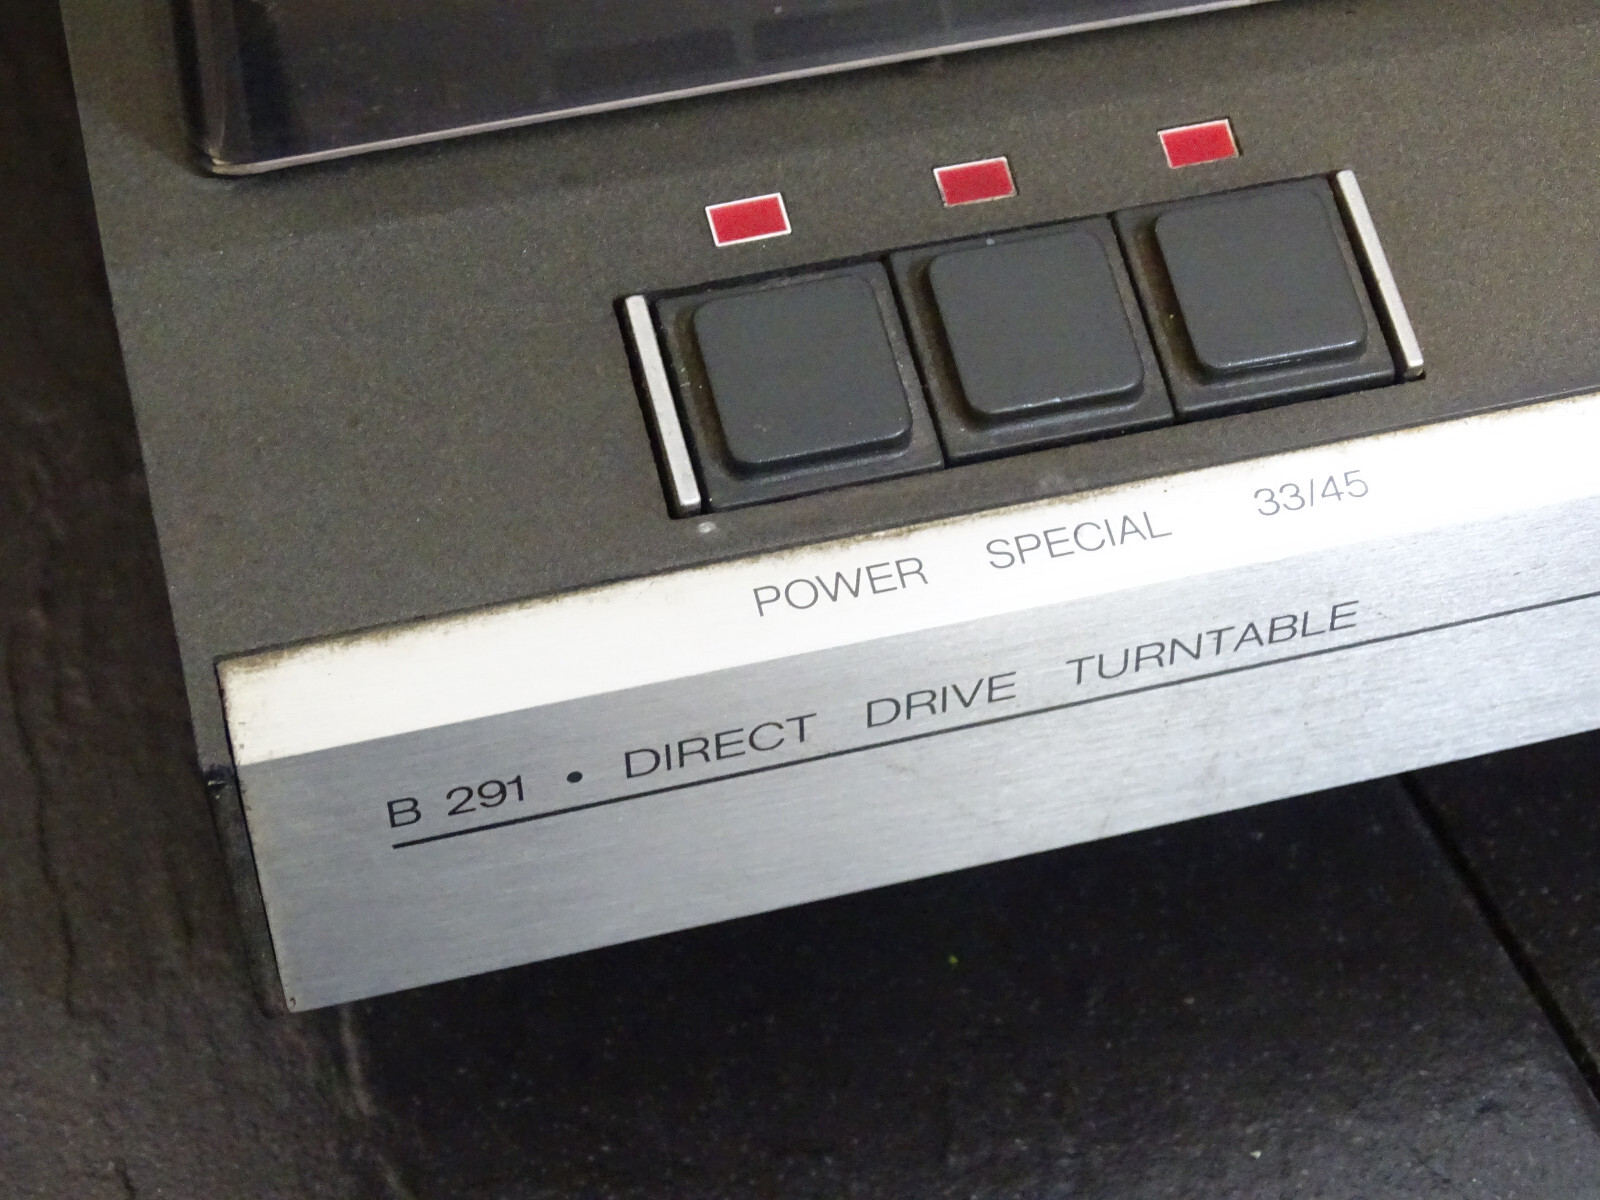 POWER SPECIAL 33/45
B 291 • DIRECT DRIVE TURNTABLE